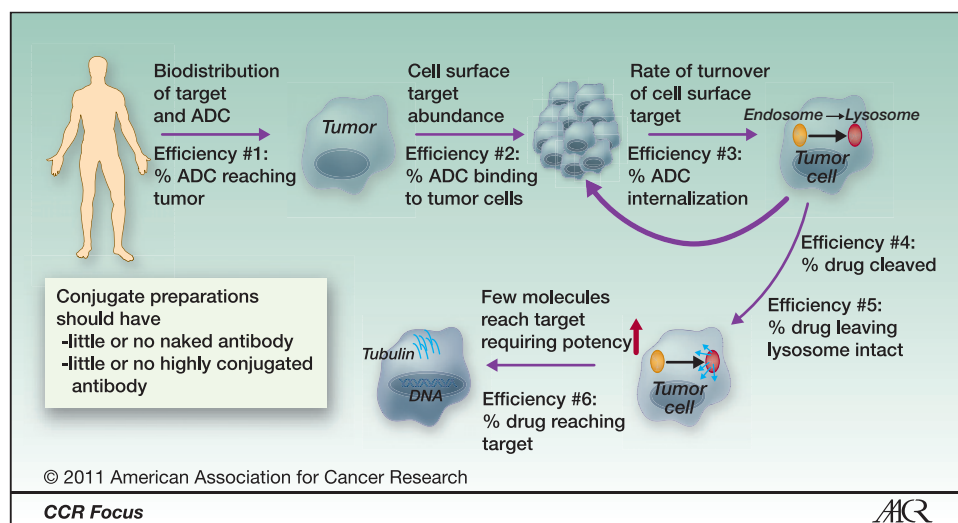 Biodistribution
of target
and ADC
Efficiency #1:
% ADC reaching
tumor
Tumor
Cell surface
target
abundance
Efficiency #2:
% ADC binding
to tumor cells
Rate of turnover
of cell surface
target
Efficiency #3:
% ADC
internalization
Endosome → Lysosome
Tumor
cell
Efficiency #4:
% drug cleaved
Efficiency #5:
% drug leaving
lysosome intact
Conjugate preparations
should have
-little or no naked antibody
-little or no highly conjugated
antibody
Few molecules
reach target
requiring potency
Tumor
cell
Efficiency #6:
% drug reaching
target
Tubulin
DNA
© 2011 American Association for Cancer Research
CCR Focus
AACR